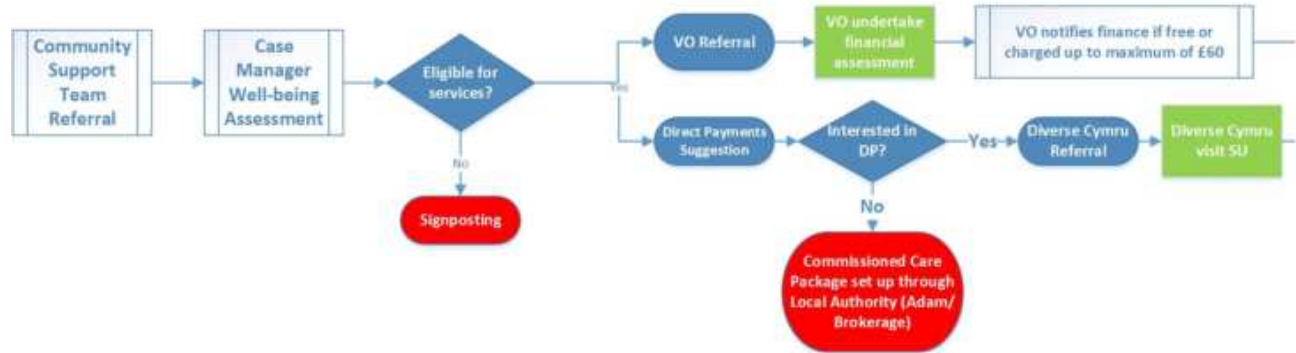 Community
Support
Team
Referral
Case
Manager
Well-being
Assessment
Eligible for
services?
Yes
No
Signposting
VO Referral
VO undertake
financial
assessment
VO notifies finance if free or
charged up to maximum of £60
Direct Payments
Suggestion
Interested in
DP?
Yes
Diverse Cymru
Referral
Diverse Cymru
visit SU
No
Commissioned Care
Package set up through
Local Authority (Adam/
Brokerage)